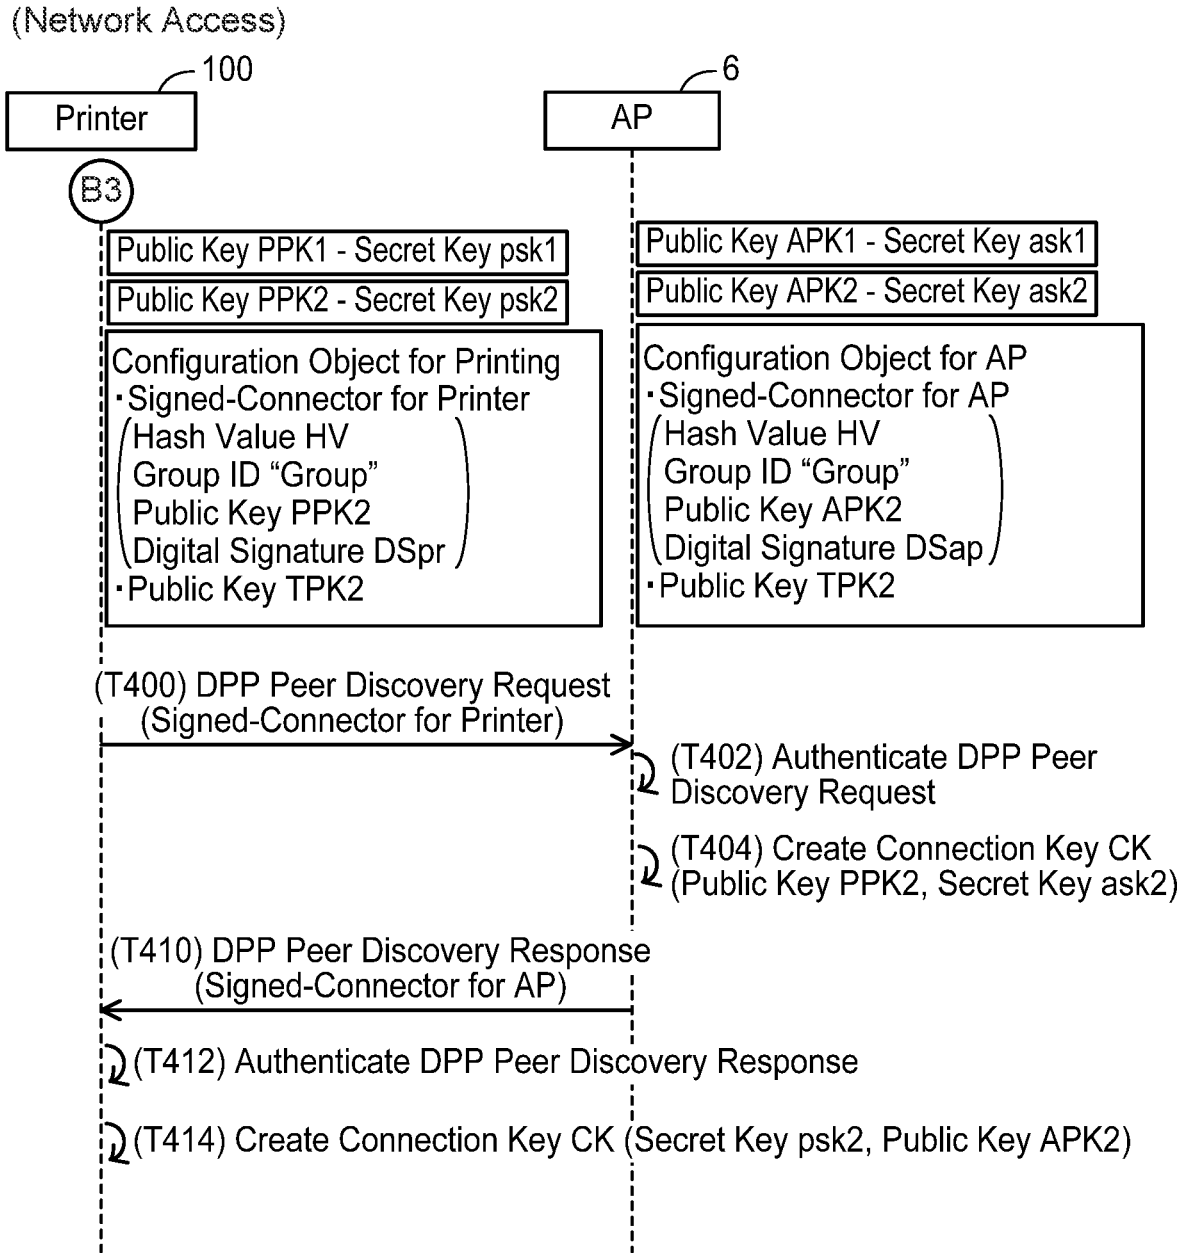 (Network Access)
100
6
Printer
AP
B3
Public Key PPK1 - Secret Key psk1
Public Key PPK2 - Secret Key psk2
Configuration Object for Printing
・Signed-Connector for Printer
Hash Value HV
Group ID “Group”
Public Key PPK2
Digital Signature DSpr
・Public Key TPK2
Public Key APK1 - Secret Key ask1
Public Key APK2 - Secret Key ask2
Configuration Object for AP
・Signed-Connector for AP
Hash Value HV
Group ID “Group”
Public Key APK2
Digital Signature DSap
・Public Key TPK2
(T400) DPP Peer Discovery Request
(Signed-Connector for Printer)
(T402) Authenticate DPP Peer
Discovery Request
(T404) Create Connection Key CK
(Public Key PPK2, Secret Key ask2)
(T410) DPP Peer Discovery Response
(Signed-Connector for AP)
(T412) Authenticate DPP Peer Discovery Response
(T414) Create Connection Key CK (Secret Key psk2, Public Key APK2)